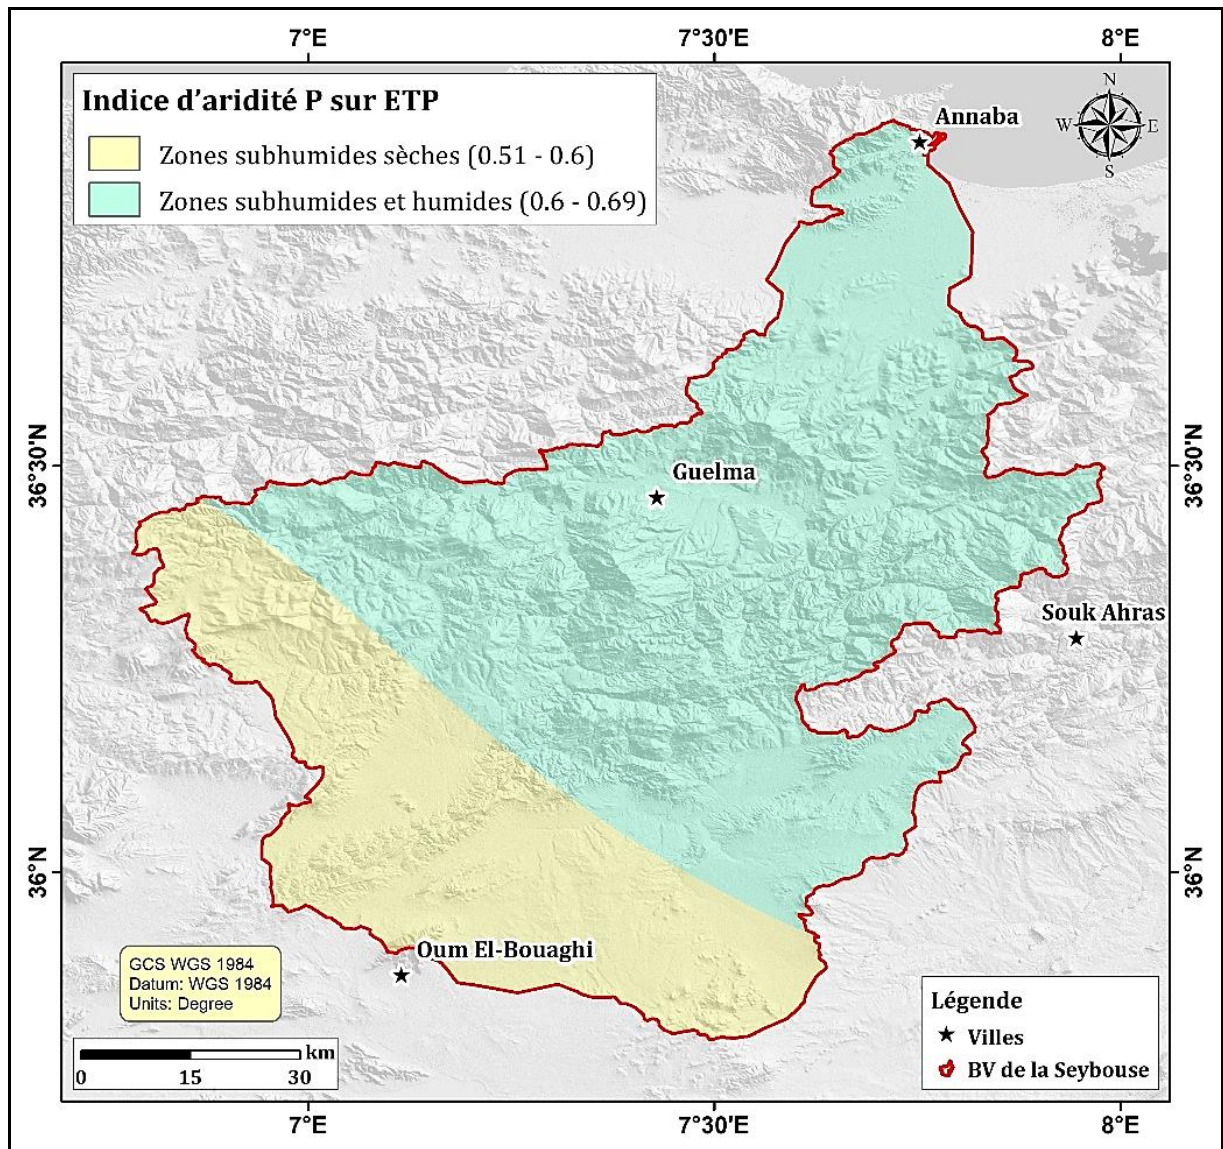 7°E 7°30'E 8°E
Indice d'aridité P sur ETP
Zones subhumides sèches (0.51 - 0.6)
Zones subhumides et humides (0.6 - 0.69)
N
W E
S
Annaba
36°30'N 36°30'N
Guelma
Souk Ahras
36°N 36°N
Oum El-Bouaghi
GCS WGS 1984
Datum: WGS 1984
Units: Degree
km
0 15 30
Légende
Villes
BV de la Seybouse
7°E 7°30'E 8°E